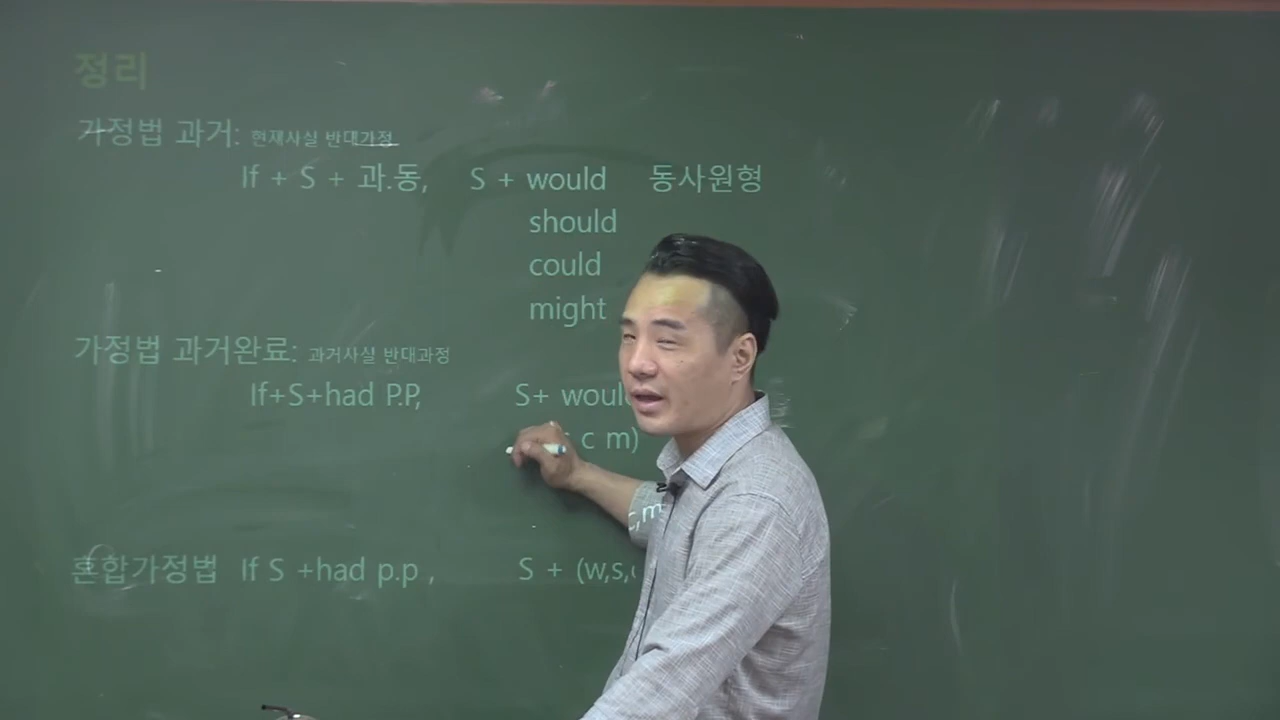 정리
가정법 과거: 현재사실 반대가정
If + S + 과.동, S + would 동사원형
should
could
might
가정법 과거완료: 과거사실 반대과정
If+S+had P.P, S+ woul
c m)
c,m
혼합가정법 If S +had p.p , S + (w,s,c